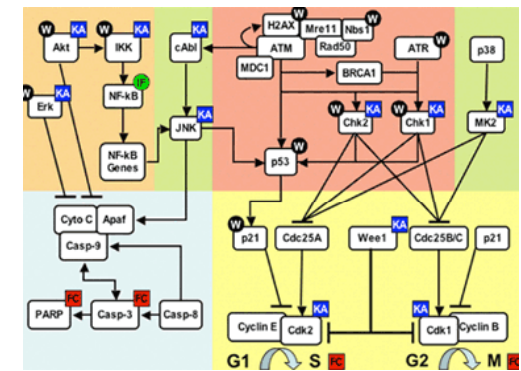 W Akt KA
W IKK KA
cAbl KA
H2AX W
Mre11
Nbs1 W
ATM
Rad50
MDC1
W ATR KA
p38
BRCA1
W Erk KA
NF-kB IF
W Chk2 KA
W Chk1 KA
MK2 KA
JNK KA
NF-kB
Genes
p53 W
Cyto C
Apaf
Casp-9
W p21
Cdc25A
Wee1 KA
Cdc25B/C
p21
PARP FC
Casp-3 FC
Casp-8
Cyclin E
Cdk2 KA
Cdk1 KA
Cyclin B
G1 S FC
G2 M FC